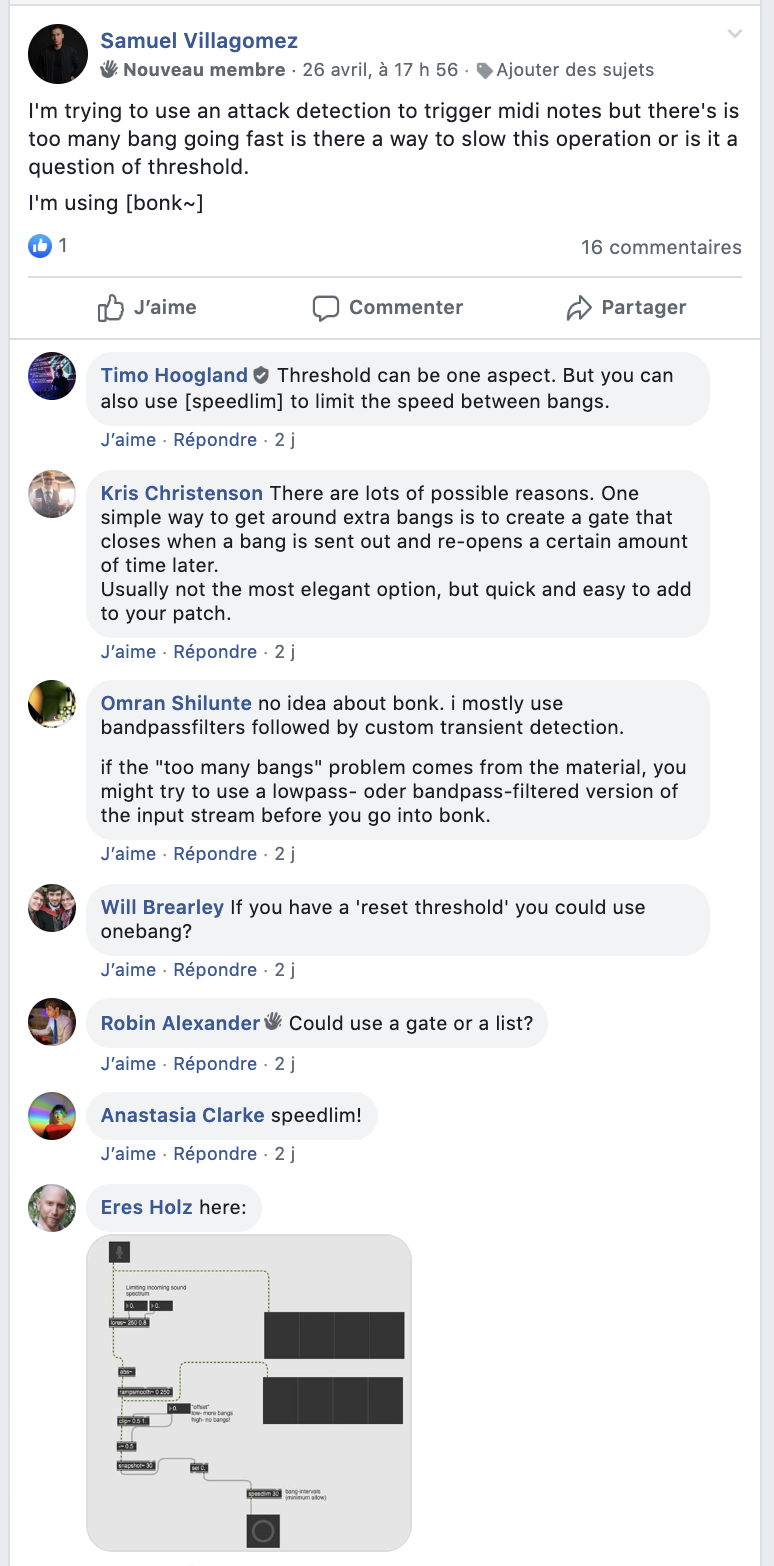 Samuel Villagomez
Nouveau membre · 26 avril, à 17 h 56 · Ajouter des sujets
I'm trying to use an attack detection to trigger midi notes but there's is
too many bang going fast is there a way to slow this operation or is it a
question of threshold.
I'm using [bonk~]
1
16 commentaires
J'aime
Commenter
Partager
Timo Hoogland Threshold can be one aspect. But you can
also use [speedlim] to limit the speed between bangs.
J'aime · Répondre · 2 j
Kris Christenson There are lots of possible reasons. One
simple way to get around extra bangs is to create a gate that
closes when a bang is sent out and re-opens a certain amount
of time later.
Usually not the most elegant option, but quick and easy to add
to your patch.
J'aime · Répondre · 2 j
Omran Shilunte no idea about bonk. i mostly use
bandpassfilters followed by custom transient detection.
if the "too many bangs" problem comes from the material, you
might try to use a lowpass- oder bandpass-filtered version of
the input stream before you go into bonk.
J'aime · Répondre · 2 j
Will Brearley If you have a 'reset threshold' you could use
onebang?
J'aime · Répondre · 2 j
Robin Alexander Could use a gate or a list?
J'aime · Répondre · 2 j
Anastasia Clarke speedlim!
J'aime · Répondre · 2 j
Eres Holz here:
Limiting incoming sound
spectrum
0.
0.
lores~ 260 0.8
abs~
rampsmooth~ 0 250
0.
"offset"
low- more bangs
high- no bangs!
clip~ 0.5 1.
-~ 0.5
snapshot~ 30
sel 0.
speedlim 30
bang-intervals
(minimum allow)